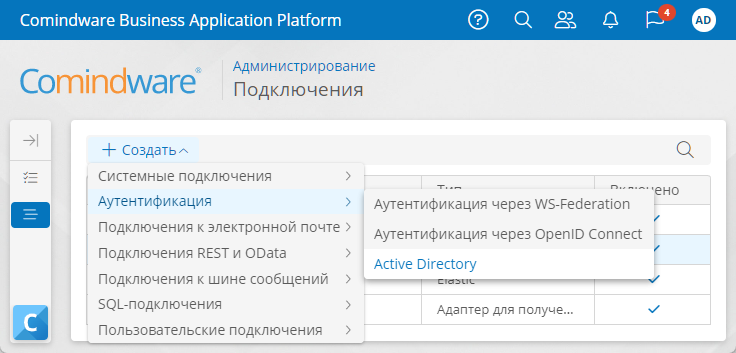 Comindware Business Application Platform
4
AD
Comindware®
Администрирование
Подключения
Создать
Системные подключения
Тип
Включено
Аутентификация
Аутентификация через WS-Federation
Подключения к электронной почте
Аутентификация через OpenID Connect
Подключения REST и OData
Active Directory
Подключения к шине сообщений
Elastic
SQL-подключения
Адаптер для получе...
Пользовательские подключения
C